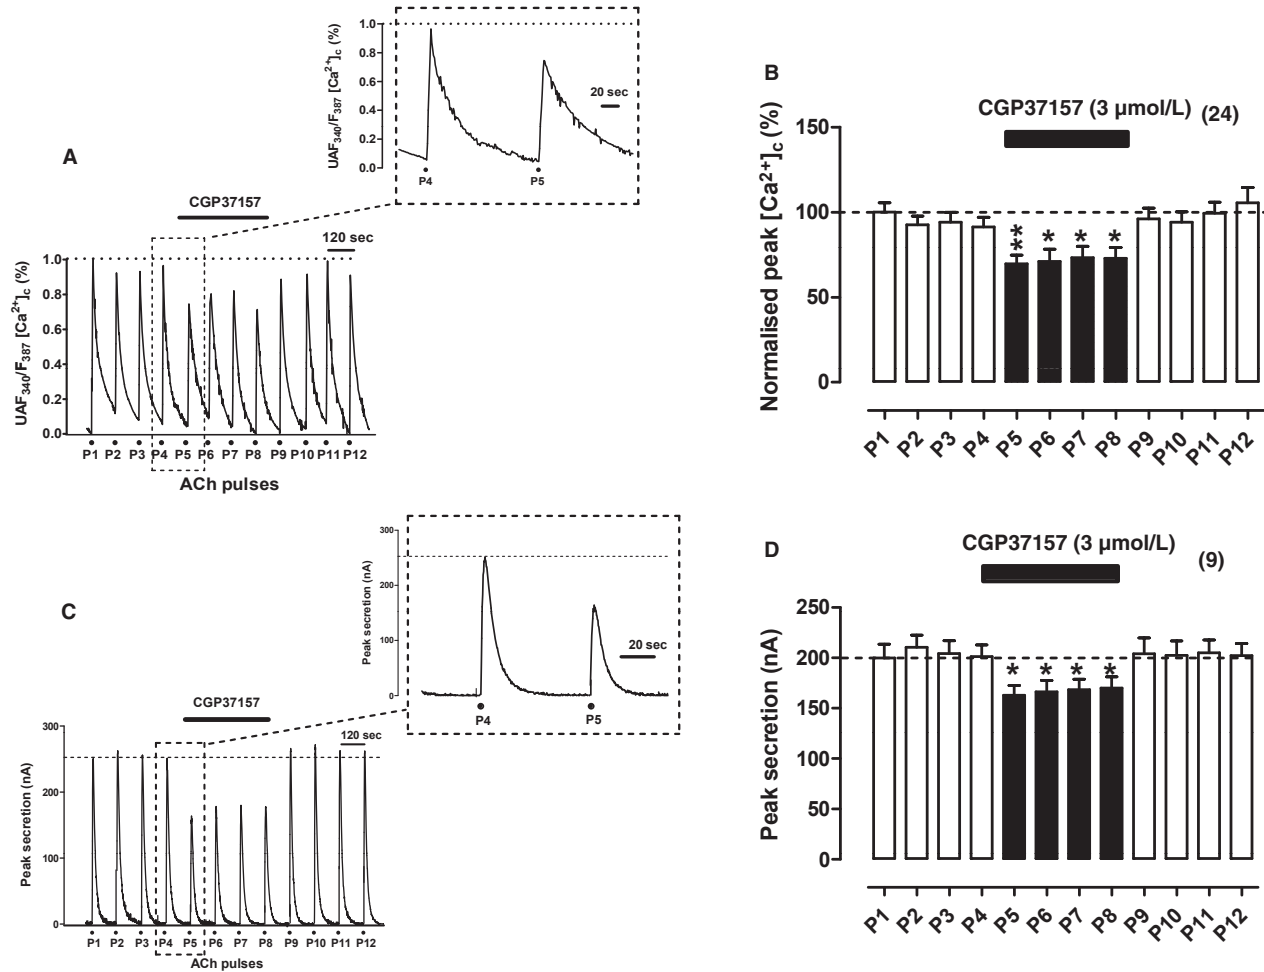 A
UAF340/F387 [Ca2+]c (%)
1.0
0.8
0.6
0.4
0.2
0.0
20 sec
P4
P5
CGP37157
120 sec
UAF340/F387 [Ca2+]c (%)
1.0
0.8
0.6
0.4
0.2
0.0
P1 P2 P3 P4 P5 P6 P7 P8 P9 P10 P11 P12
ACh pulses
B
CGP37157 (3 µmol/L) (24)
Normalised peak [Ca2+]c (%)
150
100
50
0
** * * *
P1 P2 P3 P4 P5 P6 P7 P8 P9 P10 P11 P12
C
Peak secretion (nA)
300
200
100
0
20 sec
P4
P5
CGP37157
120 sec
Peak secretion (nA)
300
200
100
0
P1 P2 P3 P4 P5 P6 P7 P8 P9 P10 P11 P12
ACh pulses
D
CGP37157 (3 µmol/L) (9)
Peak secretion (nA)
250
200
150
100
50
0
* * * *
P1 P2 P3 P4 P5 P6 P7 P8 P9 P10 P11 P12